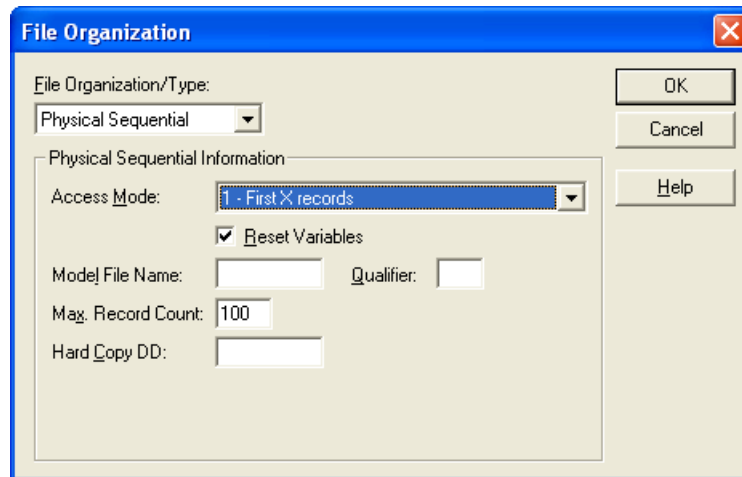 File Organization
File Organization/Type:
OK
Physical Sequential
Cancel
Physical Sequential Information
Access Mode: 1 - First X records
Help
Reset Variables
Model File Name: Qualifier:
Max. Record Count: 100
Hard Copy DD: